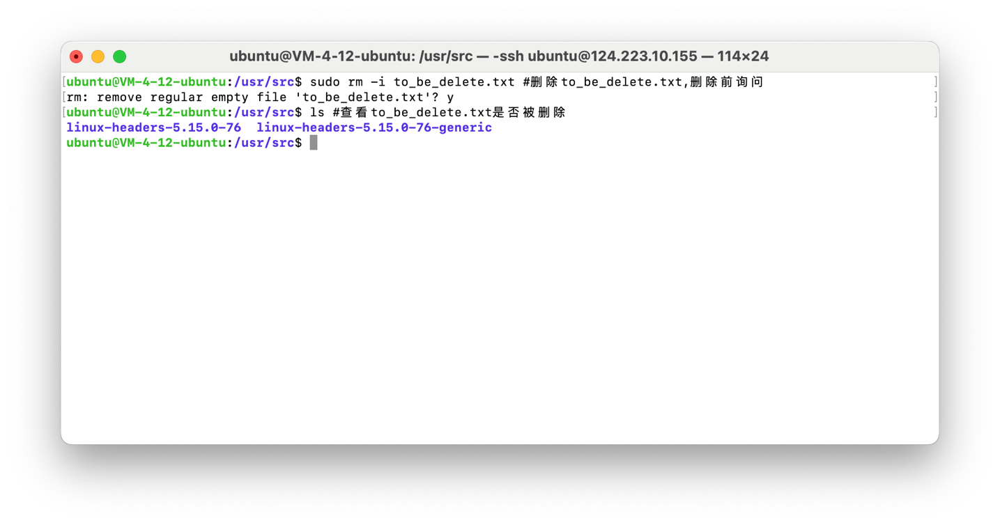 ubuntu@VM-4-12-ubuntu: /usr/src — -ssh ubuntu@124.223.10.155 — 114×24
[ubuntu@VM-4-12-ubuntu:/usr/src$ sudo rm -i to_be_delete.txt #删除to_be_delete.txt,删除前询问]
[rm: remove regular empty file 'to_be_delete.txt'? y]
[ubuntu@VM-4-12-ubuntu:/usr/src$ ls #查看to_be_delete.txt是否被删除]
linux-headers-5.15.0-76  linux-headers-5.15.0-76-generic
ubuntu@VM-4-12-ubuntu:/usr/src$